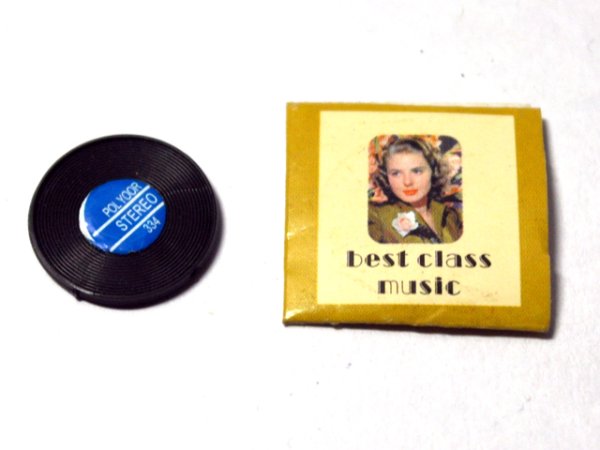 POLYOOR
STEREO
334
best class
music